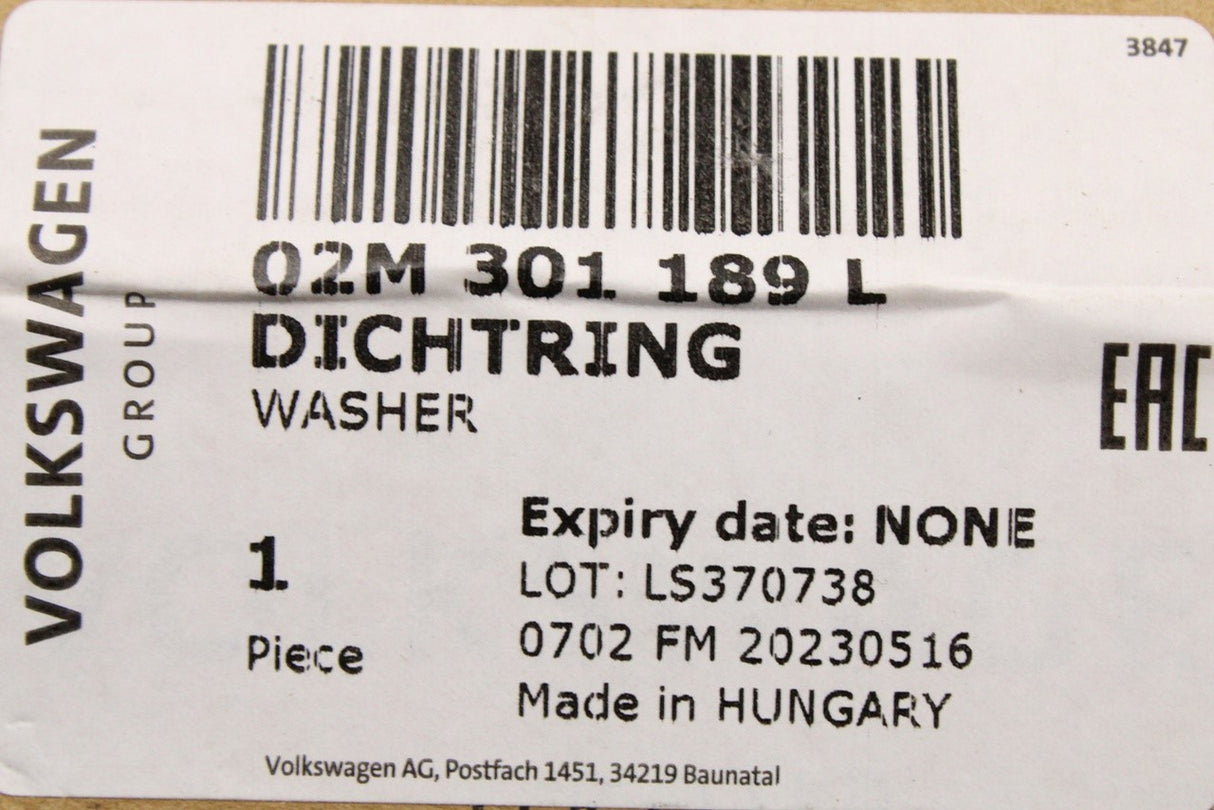 3847
VOLKSWAGEN
GROUP
02M 301 189 L
DICHTRING
WASHER
EAC
1
Piece
Expiry date: NONE
LOT: LS370738
0702 FM 20230516
Made in HUNGARY
Volkswagen AG, Postfach 1451, 34219 Baunatal